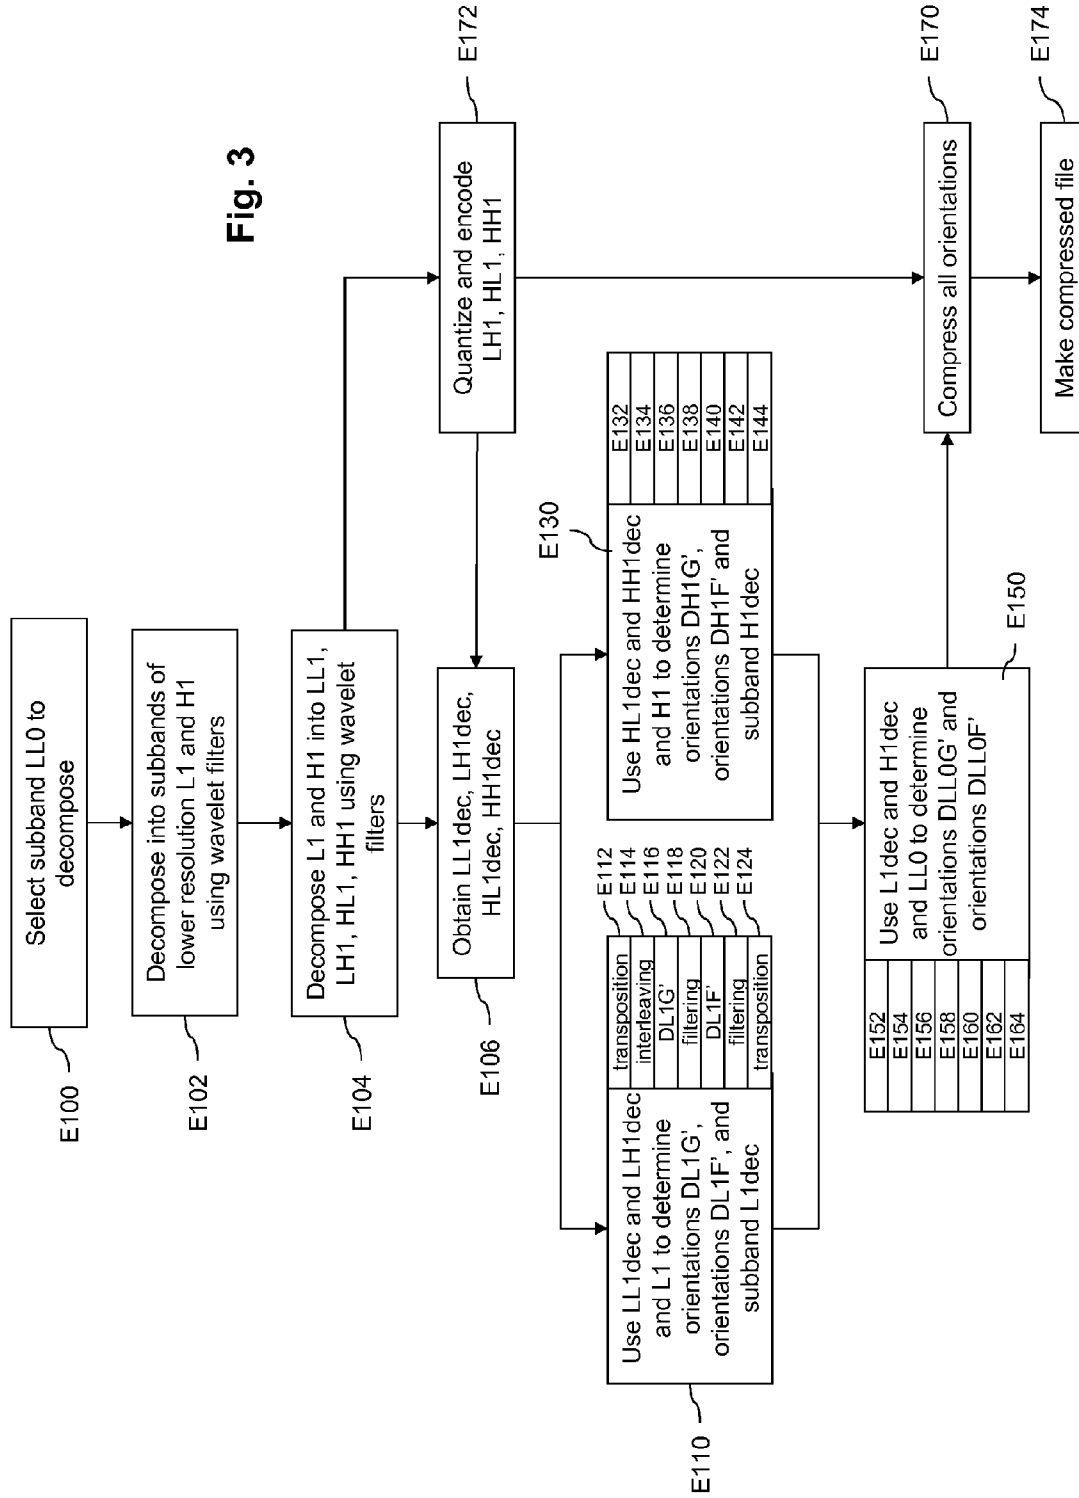 Fig. 3
Select subband LL0 to
decompose
E100
Decompose into subbands of
lower resolution L1 and H1
using wavelet filters
E102
Decompose L1 and H1 into LL1,
LH1, HL1, HH1 using wavelet
filters
E104
Quantize and encode
LH1, HL1, HH1
E172
Obtain LL1dec, LH1dec,
HL1dec, HH1dec
E106
Use LL1dec and LH1dec
and L1 to determine
orientations DL1G',
orientations DL1F', and
subband L1dec
E110
transposition
interleaving
DL1G'
filtering
DL1F'
filtering
transposition
E112
E114
E116
E118
E120
E122
E124
Use HL1dec and HH1dec
and H1 to determine
orientations DH1G',
orientations DH1F' and
subband H1dec
E130
E132
E134
E136
E138
E140
E142
E144
E152
E154
E156
E158
E160
E162
E164
Use L1dec and H1dec
and LL0 to determine
orientations DLL0G' and
orientations DLL0F'
E150
Compress all orientations
E170
Make compressed file
E174